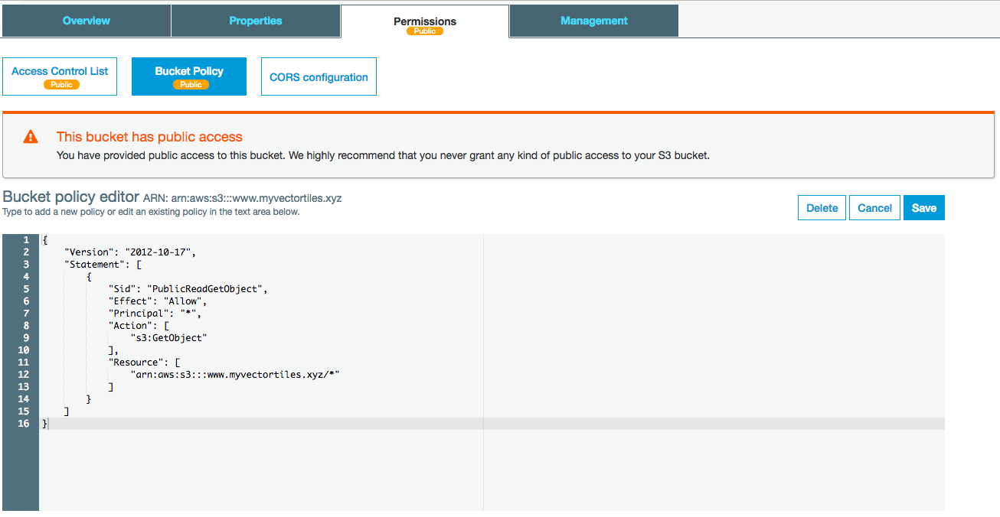 Overview Properties Permissions Management
Public
Access Control List Bucket Policy CORS configuration
Public Public
This bucket has public access
You have provided public access to this bucket. We highly recommend that you never grant any kind of public access to your S3 bucket.
Bucket policy editor ARN: arn:aws:s3:::www.myvectortiles.xyz
Type to add a new policy or edit an existing policy in the text area below.
Delete Cancel Save
1 {
2 "Version": "2012-10-17",
3 "Statement": [
4 {
5 "Sid": "PublicReadGetObject",
6 "Effect": "Allow",
7 "Principal": "*",
8 "Action": [
9 "s3:GetObject"
10 ],
11 "Resource": [
12 "arn:aws:s3:::www.myvectortiles.xyz/*"
13 ]
14 }
15 ]
16 }